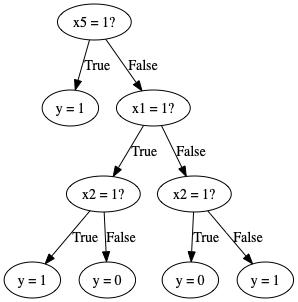 x5 = 1?
True
False
y = 1
x1 = 1?
True
False
x2 = 1?
x2 = 1?
True
False
True
False
y = 1
y = 0
y = 0
y = 1